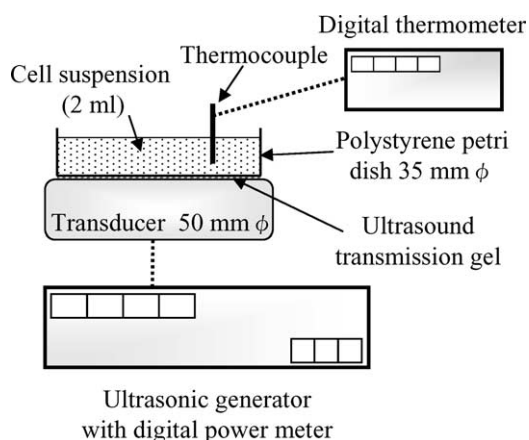 Digital thermometer
Thermocouple
Cell suspension
(2 ml)
Polystyrene petri
dish 35 mm ϕ
Transducer 50 mm ϕ
Ultrasound
transmission gel
Ultrasonic generator
with digital power meter